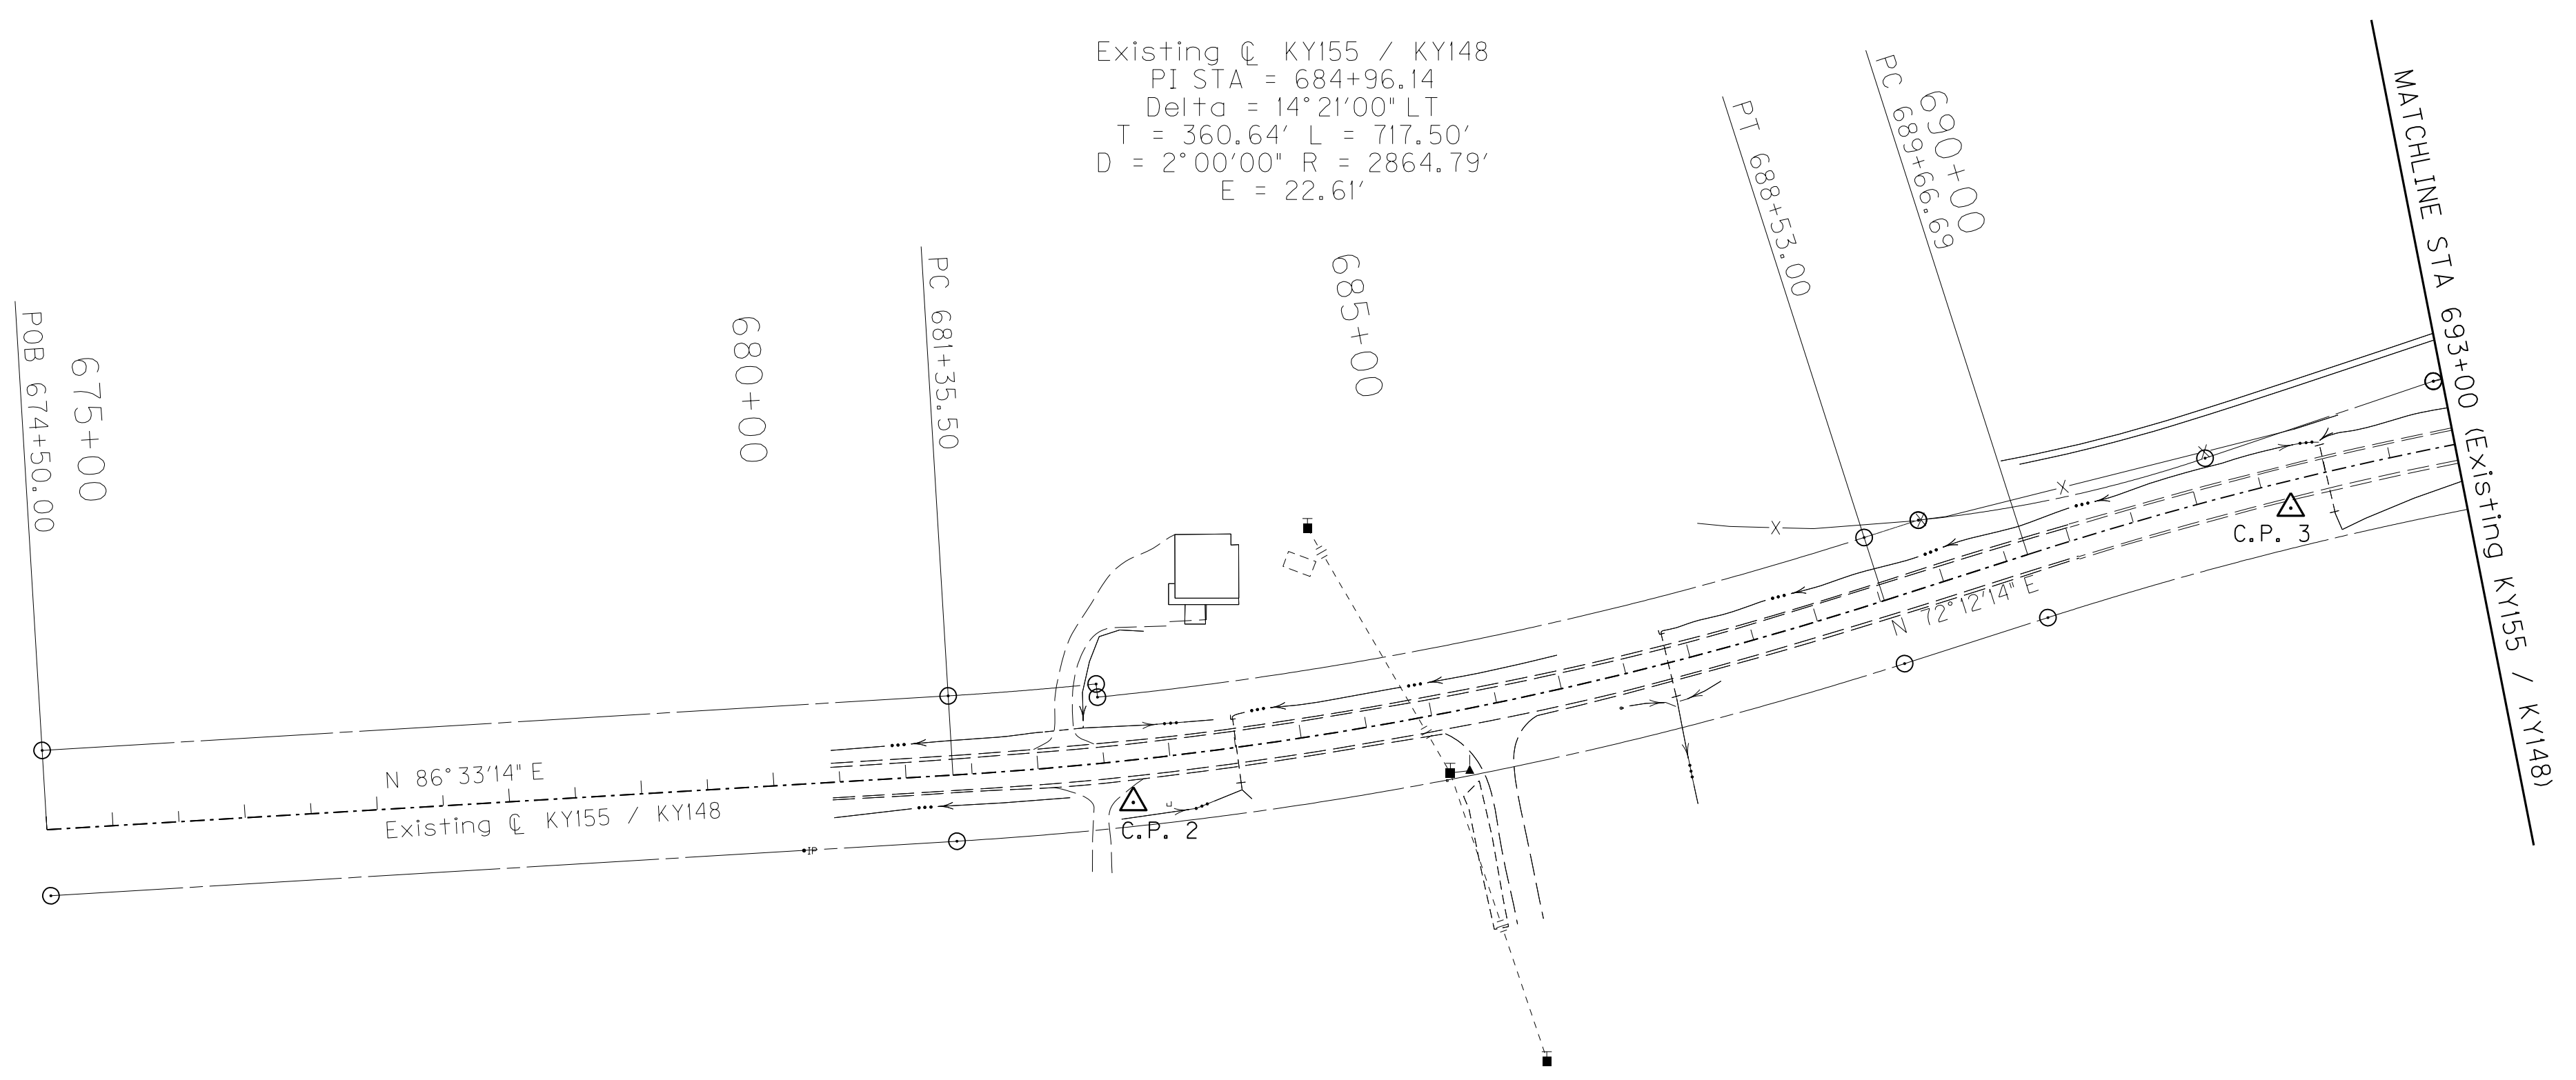 Existing ℄ KY155 / KY148
PI STA = 684+96.14
Delta = 14°21'00" LT
T = 360.64' L = 717.50'
D = 2°00'00" R = 2864.79'
E = 22.61'
POB 674+50.00
675+00
680+00
PC 681+35.50
685+00
PT 688+53.00
PC 689+66.69
690+00
MATCHLINE STA 693+00 (Existing KY155 / KY148)
X
X
X
X
C.P. 3
N 72°12'14" E
N 86°33'14" E
Existing ℄ KY155 / KY148
C.P. 2
IP